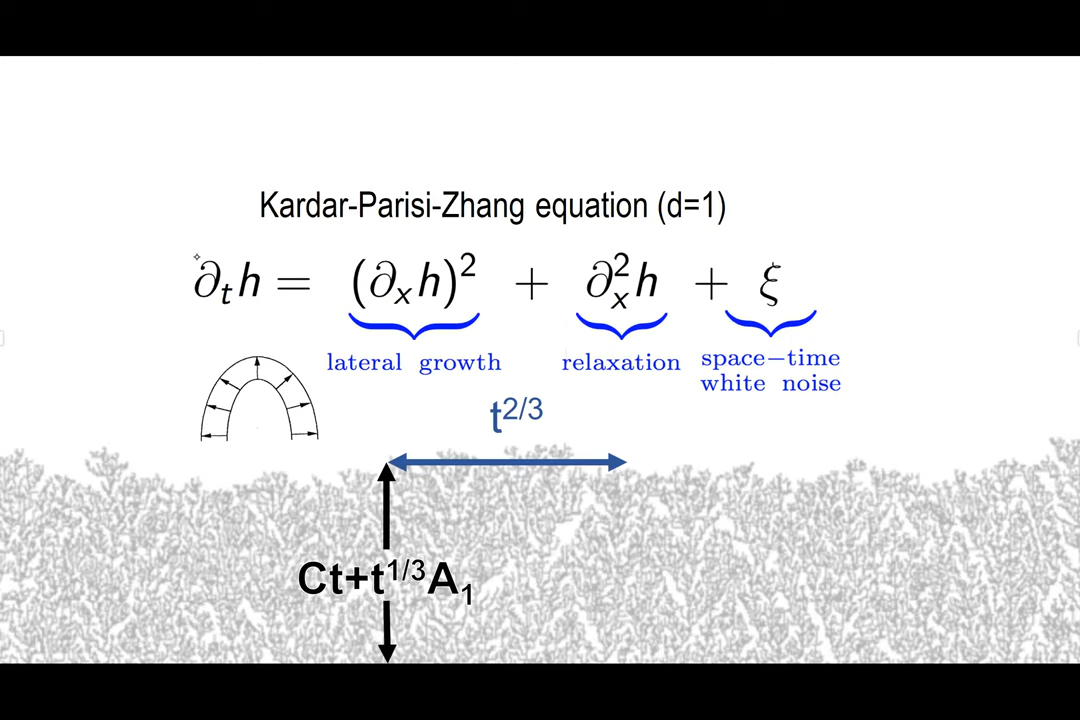 Kardar-Parisi-Zhang equation (d=1)
∂ₜh = (∂ₓh)² + ∂ₓ²h + ξ
lateral growth relaxation space−time
white noise
t^{2/3}
Ct+t^{1/3}A₁